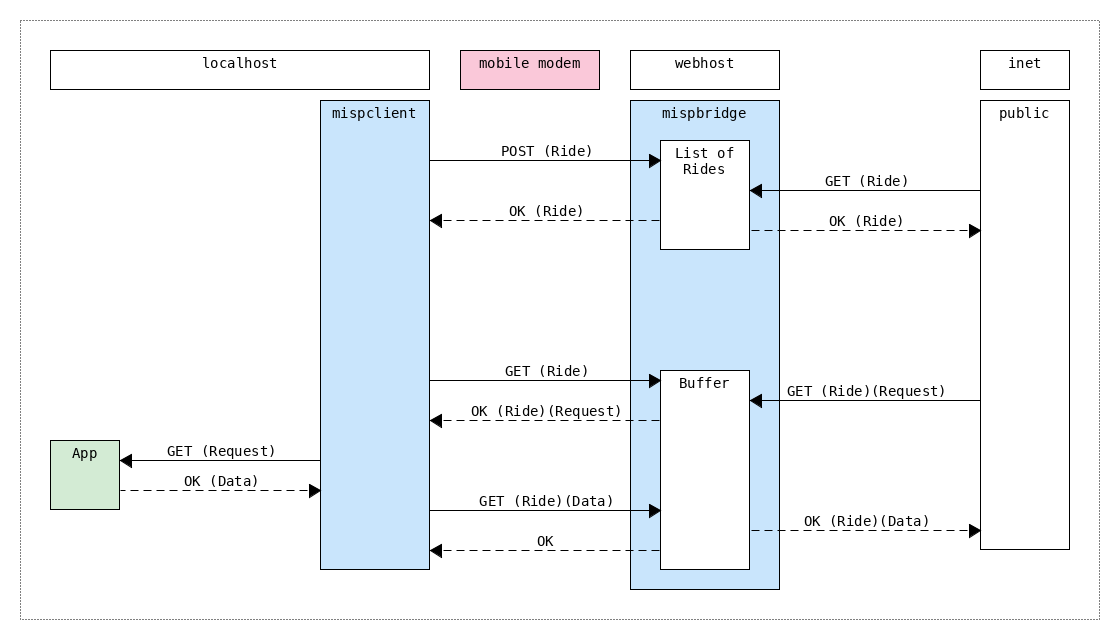 localhost
mobile modem
webhost
inet
mispclient
mispbridge
public
POST (Ride)
List of
Rides
GET (Ride)
OK (Ride)
OK (Ride)
GET (Ride)
Buffer
GET (Ride)(Request)
OK (Ride)(Request)
App
GET (Request)
OK (Data)
GET (Ride)(Data)
OK (Ride)(Data)
OK